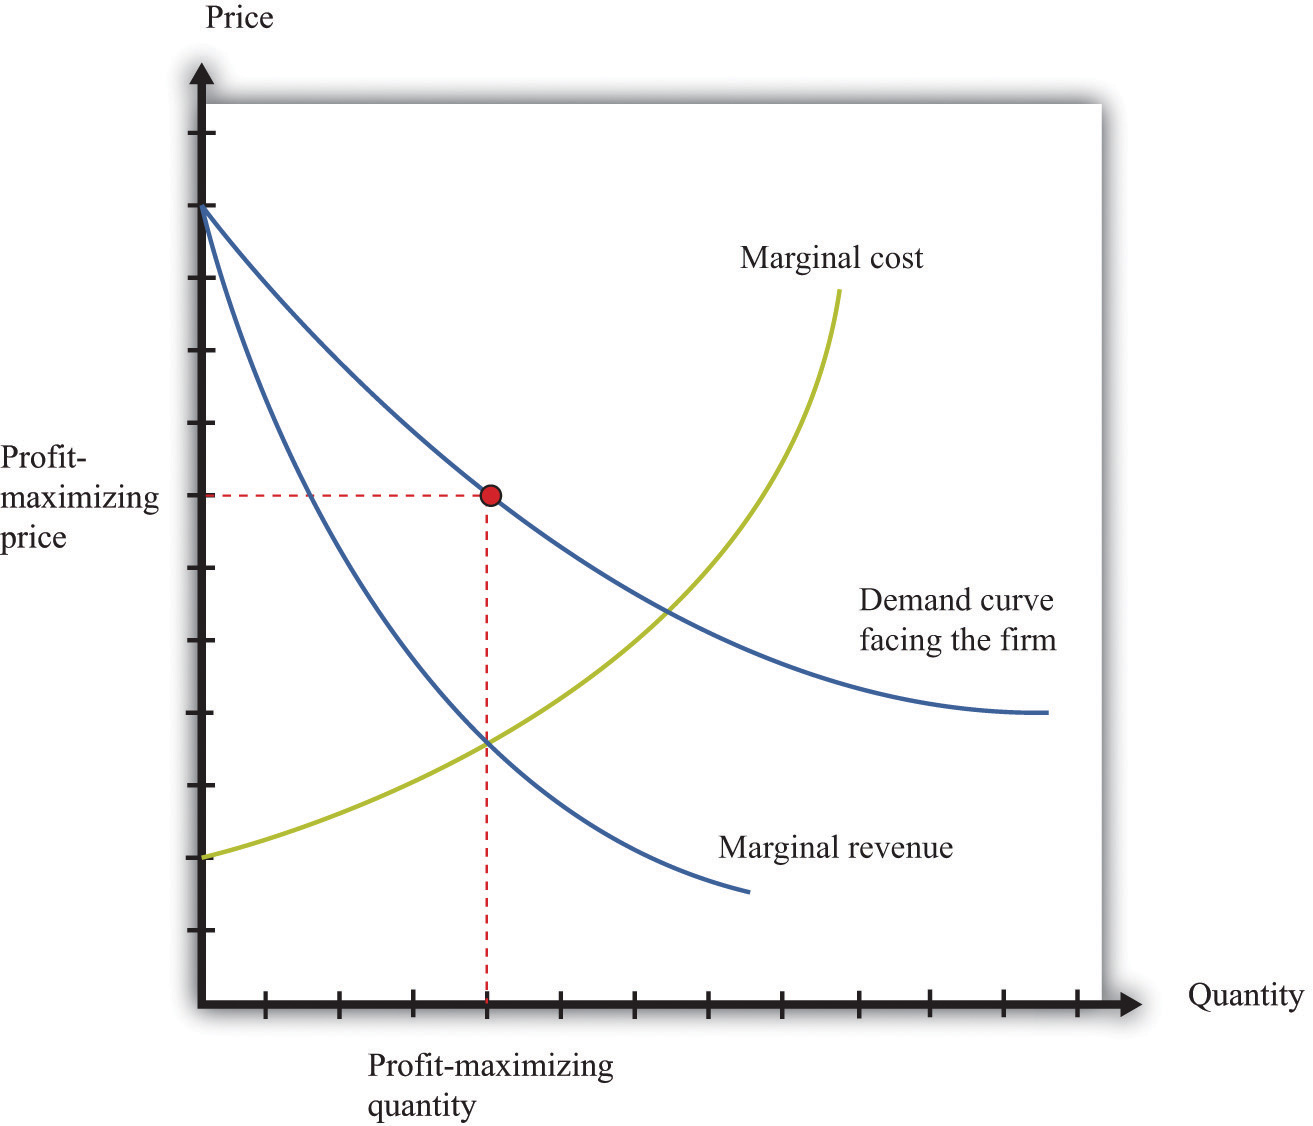 Price
Marginal cost
Profit-
maximizing
price
Demand curve
facing the firm
Marginal revenue
Quantity
Profit-maximizing
quantity